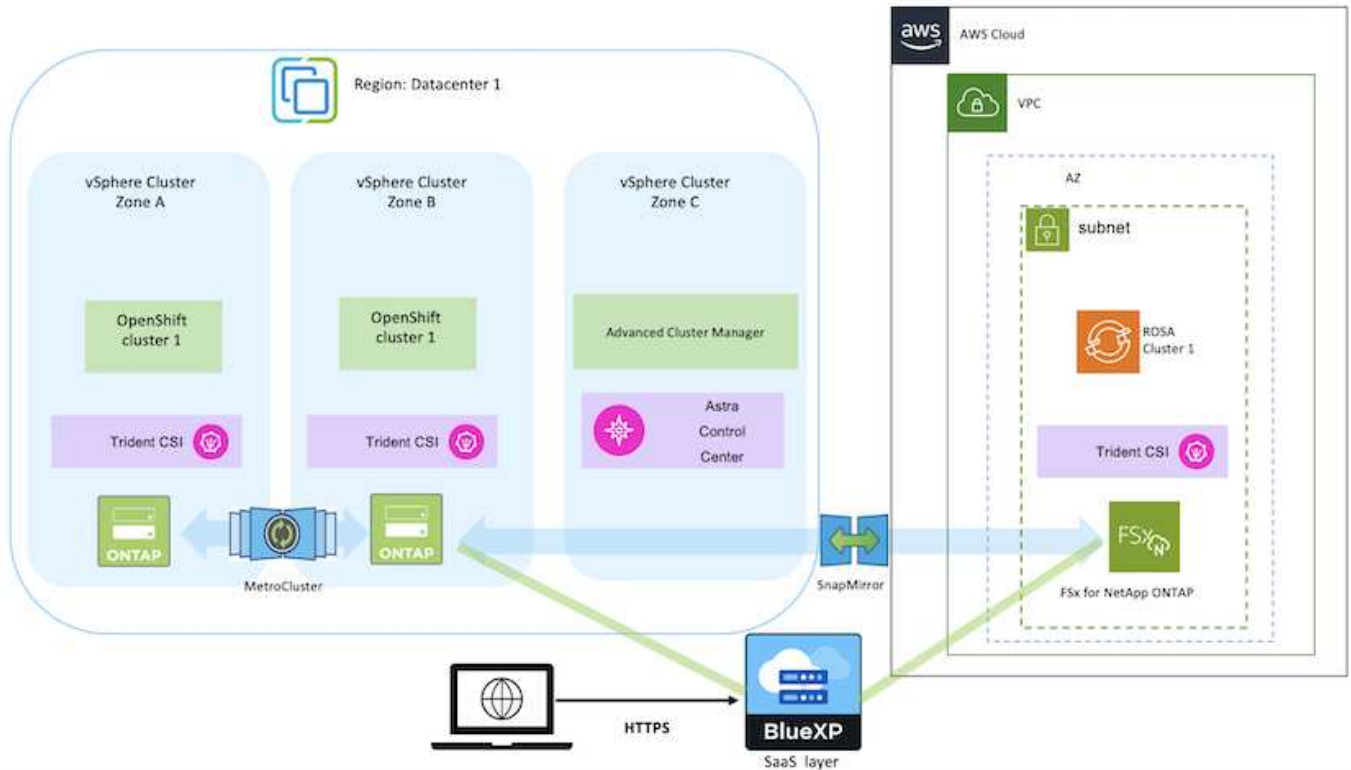 aws
AWS Cloud
Region: Datacenter 1
VPC
vSphere Cluster
Zone A
vSphere Cluster
Zone B
vSphere Cluster
Zone C
AZ
subnet
OpenShift
cluster 1
OpenShift
cluster 1
Advanced Cluster Manager
ROSA
Cluster 1
Trident CSI
Trident CSI
Astra
Control
Center
Trident CSI
ONTAP
ONTAP
FSx
N
MetroCluster
SnapMirror
FSx for NetApp ONTAP
HTTPS
BlueXP
SaaS layer